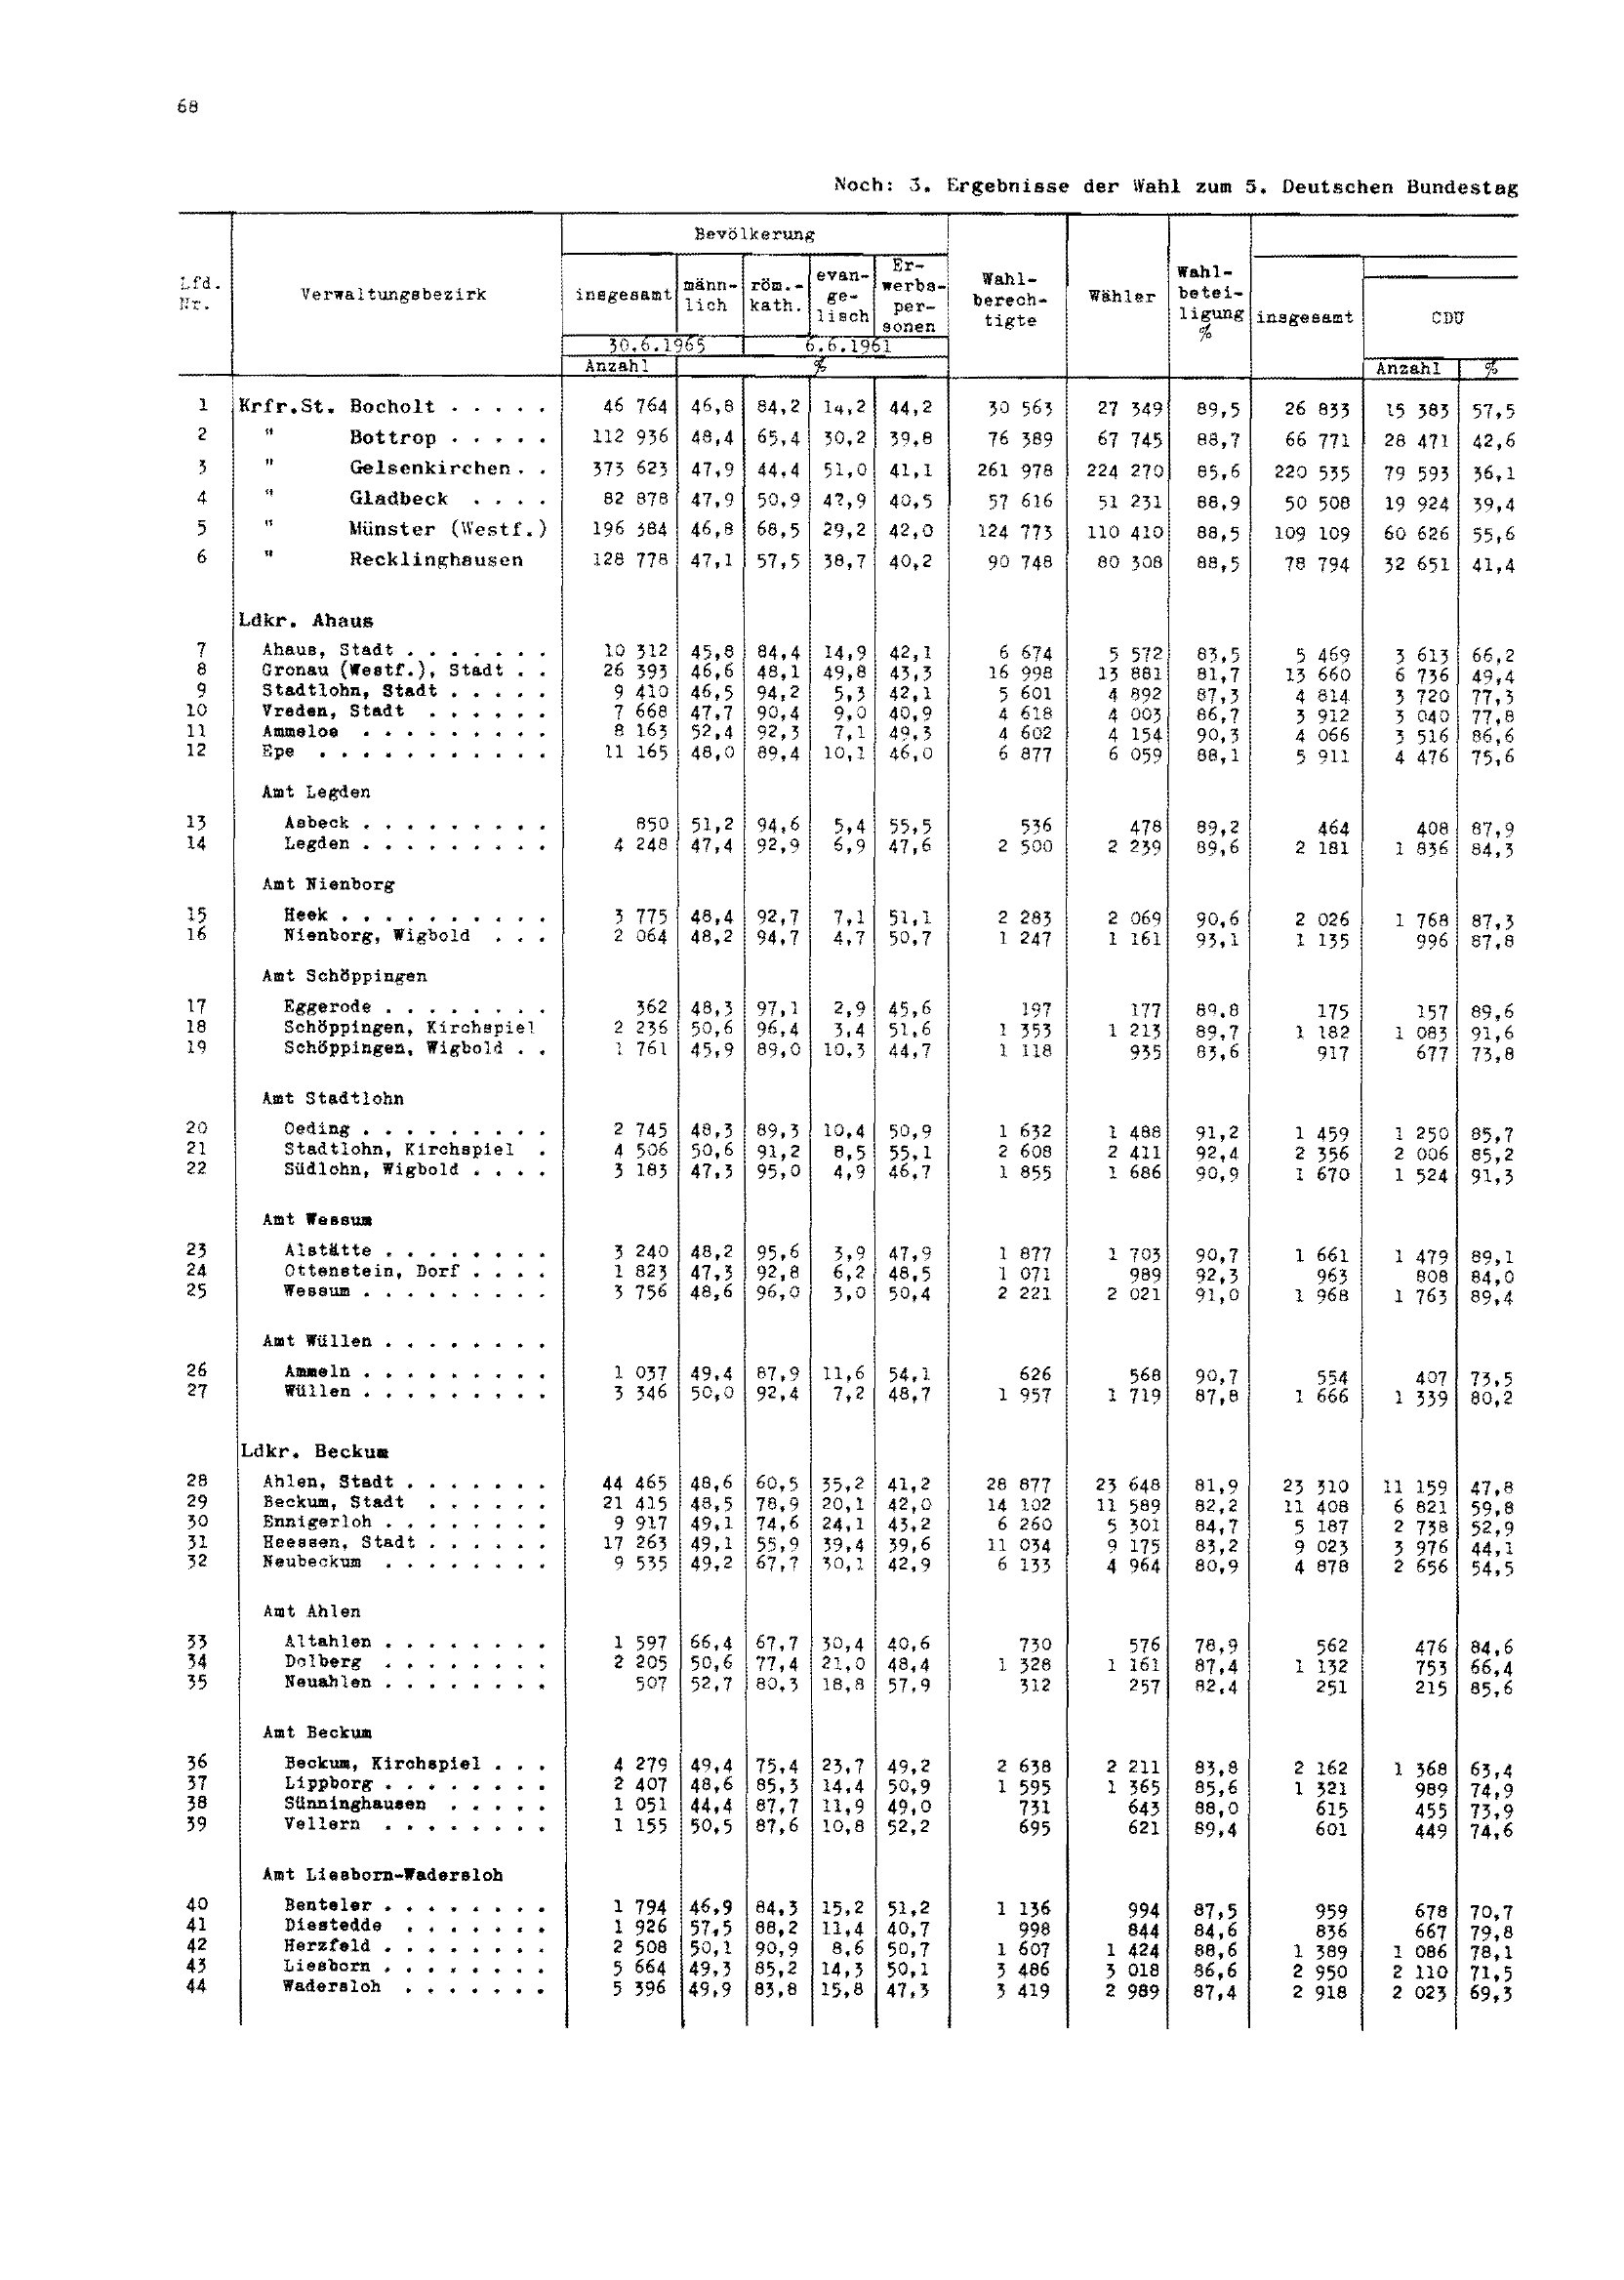 68
Noch: 3. Ergebnisse der Wahl zum 5. Deutschen Bundestag
Lfd. Nr. Verwaltungsbezirk Bevölkerung Wahl-berech-tigte Wähler Wahl-betei-ligung % insgesamt CDU
insgesamt männ-lich röm.-kath. evan-ge-lisch Er-werbs-per-sonen
30.6.1965 6.6.1961
Anzahl % Anzahl %
1 Krfr.St. Bocholt . . . . . 46 764 46,8 84,2 14,2 44,2 30 563 27 349 89,5 26 833 15 383 57,5
2 " Bottrop . . . . . 112 936 48,4 65,4 30,2 39,8 76 389 67 745 88,7 66 771 28 471 42,6
3 " Gelsenkirchen . . 373 623 47,9 44,4 51,0 41,1 261 978 224 270 85,6 220 535 79 593 36,1
4 " Gladbeck . . . . 82 878 47,9 50,9 42,9 40,5 57 616 51 231 88,9 50 508 19 924 39,4
5 " Münster (Westf.) 196 384 46,8 68,5 29,2 42,0 124 773 110 410 88,5 109 109 60 626 55,6
6 " Recklinghausen 128 778 47,1 57,5 38,7 40,2 90 748 80 308 88,5 78 794 32 651 41,4
Ldkr. Ahaus
7 Ahaus, Stadt . . . . . . . 10 312 45,8 84,4 14,9 42,1 6 674 5 572 83,5 5 469 3 613 66,2
8 Gronau (Westf.), Stadt . . 26 393 46,6 48,1 49,8 43,3 16 998 13 881 81,7 13 660 6 736 49,4
9 Stadtlohn, Stadt . . . . . 9 410 46,5 94,2 5,3 42,1 5 601 4 892 87,3 4 814 3 720 77,3
10 Vreden, Stadt . . . . . . 7 668 47,7 90,4 9,0 40,9 4 618 4 003 86,7 3 912 3 040 77,8
11 Ammeloe . . . . . . . . . 8 163 52,4 92,3 7,1 49,3 4 602 4 154 90,3 4 066 3 516 86,6
12 Epe . . . . . . . . . . . 11 165 48,0 89,4 10,1 46,0 6 877 6 059 88,1 5 911 4 476 75,6
Amt Legden
13 Asbeck . . . . . . . . . 850 51,2 94,6 5,4 55,5 536 478 89,2 464 408 87,9
14 Legden . . . . . . . . . 4 248 47,4 92,9 6,9 47,6 2 500 2 239 89,6 2 181 1 836 84,3
Amt Nienborg
15 Heek . . . . . . . . . . 3 775 48,4 92,7 7,1 51,1 2 283 2 069 90,6 2 026 1 768 87,3
16 Nienborg, Wigbold . . . 2 064 48,2 94,7 4,7 50,7 1 247 1 161 93,1 1 135 996 87,8
Amt Schöppingen
17 Eggerode . . . . . . . . 362 48,3 97,1 2,9 45,6 197 177 89.8 175 157 89,6
18 Schöppingen, Kirchspiel 2 236 50,6 96,4 3,4 51,6 1 353 1 213 89,7 1 182 1 083 91,6
19 Schöppingen, Wigbold . . 1 761 45,9 89,0 10,3 44,7 1 118 935 83,6 917 677 73,8
Amt Stadtlohn
20 Oeding . . . . . . . . . 2 745 48,3 89,3 10,4 50,9 1 632 1 488 91,2 1 459 1 250 85,7
21 Stadtlohn, Kirchspiel . 4 506 50,6 91,2 8,5 55,1 2 608 2 411 92,4 2 356 2 006 85,2
22 Südlohn, Wigbold . . . . 3 183 47,3 95,0 4,9 46,7 1 855 1 686 90,9 1 670 1 524 91,3
Amt Wessum
23 Alstätte . . . . . . . . 3 240 48,2 95,6 3,9 47,9 1 877 1 703 90,7 1 661 1 479 89,1
24 Ottenstein, Dorf . . . . 1 823 47,3 92,8 6,2 48,5 1 071 989 92,3 963 808 84,0
25 Wessum . . . . . . . . . 3 756 48,6 96,0 3,0 50,4 2 221 2 021 91,0 1 968 1 763 89,4
Amt Wüllen . . . . . . . .
26 Ammeln . . . . . . . . . 1 037 49,4 87,9 11,6 54,1 626 568 90,7 554 407 73,5
27 Wüllen . . . . . . . . . 3 346 50,0 92,4 7,2 48,7 1 957 1 719 87,8 1 666 1 339 80,2
Ldkr. Beckum
28 Ahlen, Stadt . . . . . . . 44 465 48,6 60,5 35,2 41,2 28 877 23 648 81,9 23 310 11 159 47,8
29 Beckum, Stadt . . . . . . 21 415 48,5 78,9 20,1 42,0 14 102 11 589 82,2 11 408 6 821 59,8
30 Ennigerloh . . . . . . . . 9 917 49,1 74,6 24,1 43,2 6 260 5 301 84,7 5 187 2 738 52,9
31 Heessen, Stadt . . . . . . 17 263 49,1 55,9 39,4 39,6 11 034 9 175 83,2 9 023 3 976 44,1
32 Neubeckum . . . . . . . . 9 535 49,2 67,7 30,1 42,9 6 133 4 964 80,9 4 878 2 656 54,5
Amt Ahlen
33 Altahlen . . . . . . . . 1 597 66,4 67,7 30,4 40,6 730 576 78,9 562 476 84,6
34 Dolberg . . . . . . . . 2 205 50,6 77,4 21,0 48,4 1 328 1 161 87,4 1 132 753 66,4
35 Neuahlen . . . . . . . . 507 52,7 80,3 18,8 57,9 312 257 82,4 251 215 85,6
Amt Beckum
36 Beckum, Kirchspiel . . . 4 279 49,4 75,4 23,7 49,2 2 638 2 211 83,8 2 162 1 368 63,4
37 Lippborg . . . . . . . . 2 407 48,6 85,3 14,4 50,9 1 595 1 365 85,6 1 321 989 74,9
38 Sünninghausen . . . . . 1 051 44,4 87,7 11,9 49,0 731 643 88,0 615 455 73,9
39 Vellern . . . . . . . . 1 155 50,5 87,6 10,8 52,2 695 621 89,4 601 449 74,6
Amt Liesborn-Wadersloh
40 Benteler . . . . . . . . 1 794 46,9 84,3 15,2 51,2 1 136 994 87,5 959 678 70,7
41 Diestedde . . . . . . . 1 926 57,5 88,2 11,4 40,7 998 844 84,6 836 667 79,8
42 Herzfeld . . . . . . . . 2 508 50,1 90,9 8,6 50,7 1 607 1 424 88,6 1 389 1 086 78,1
43 Liesborn . . . . . . . . 5 664 49,3 85,2 14,3 50,1 3 486 3 018 86,6 2 950 2 110 71,5
44 Wadersloh . . . . . . . 5 396 49,9 83,8 15,8 47,3 3 419 2 989 87,4 2 918 2 023 69,3